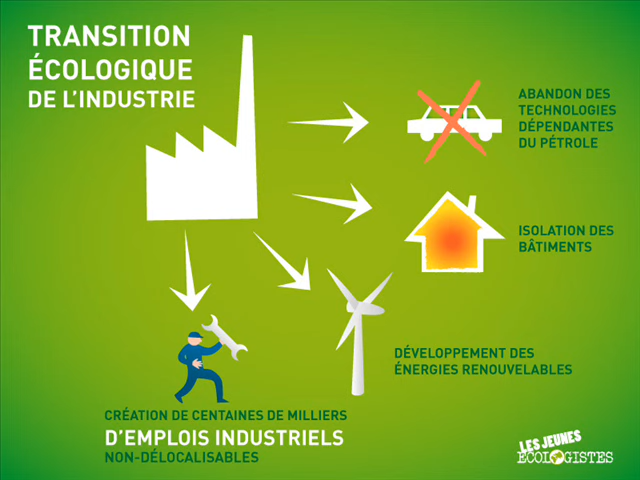 TRANSITION
ÉCOLOGIQUE
DE L'INDUSTRIE
ABANDON DES
TECHNOLOGIES
DÉPENDANTES
DU PÉTROLE
ISOLATION DES
BÂTIMENTS
DÉVELOPPEMENT DES
ÉNERGIES RENOUVELABLES
CRÉATION DE CENTAINES DE MILLIERS
D'EMPLOIS INDUSTRIELS
NON-DÉLOCALISABLES
LES JEUNES
ECOLOGISTES